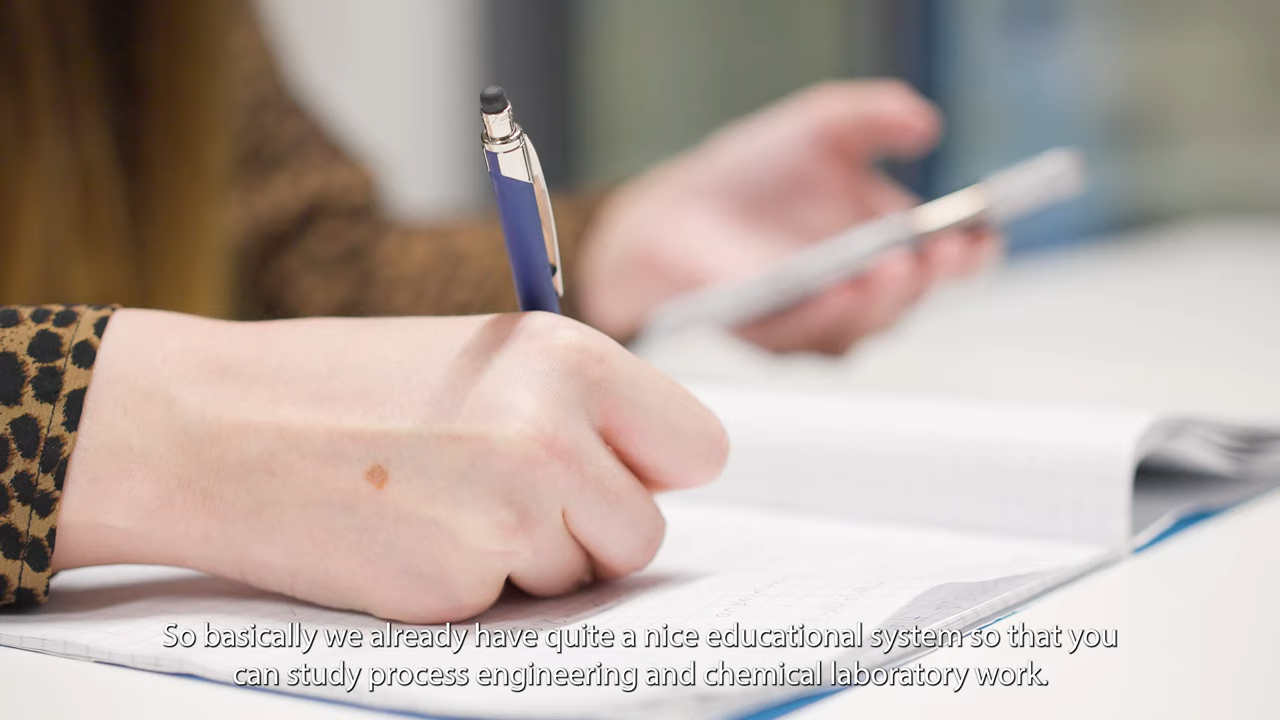 So basically we already have quite a nice educational system so that you
can study process engineering and chemical laboratory work.